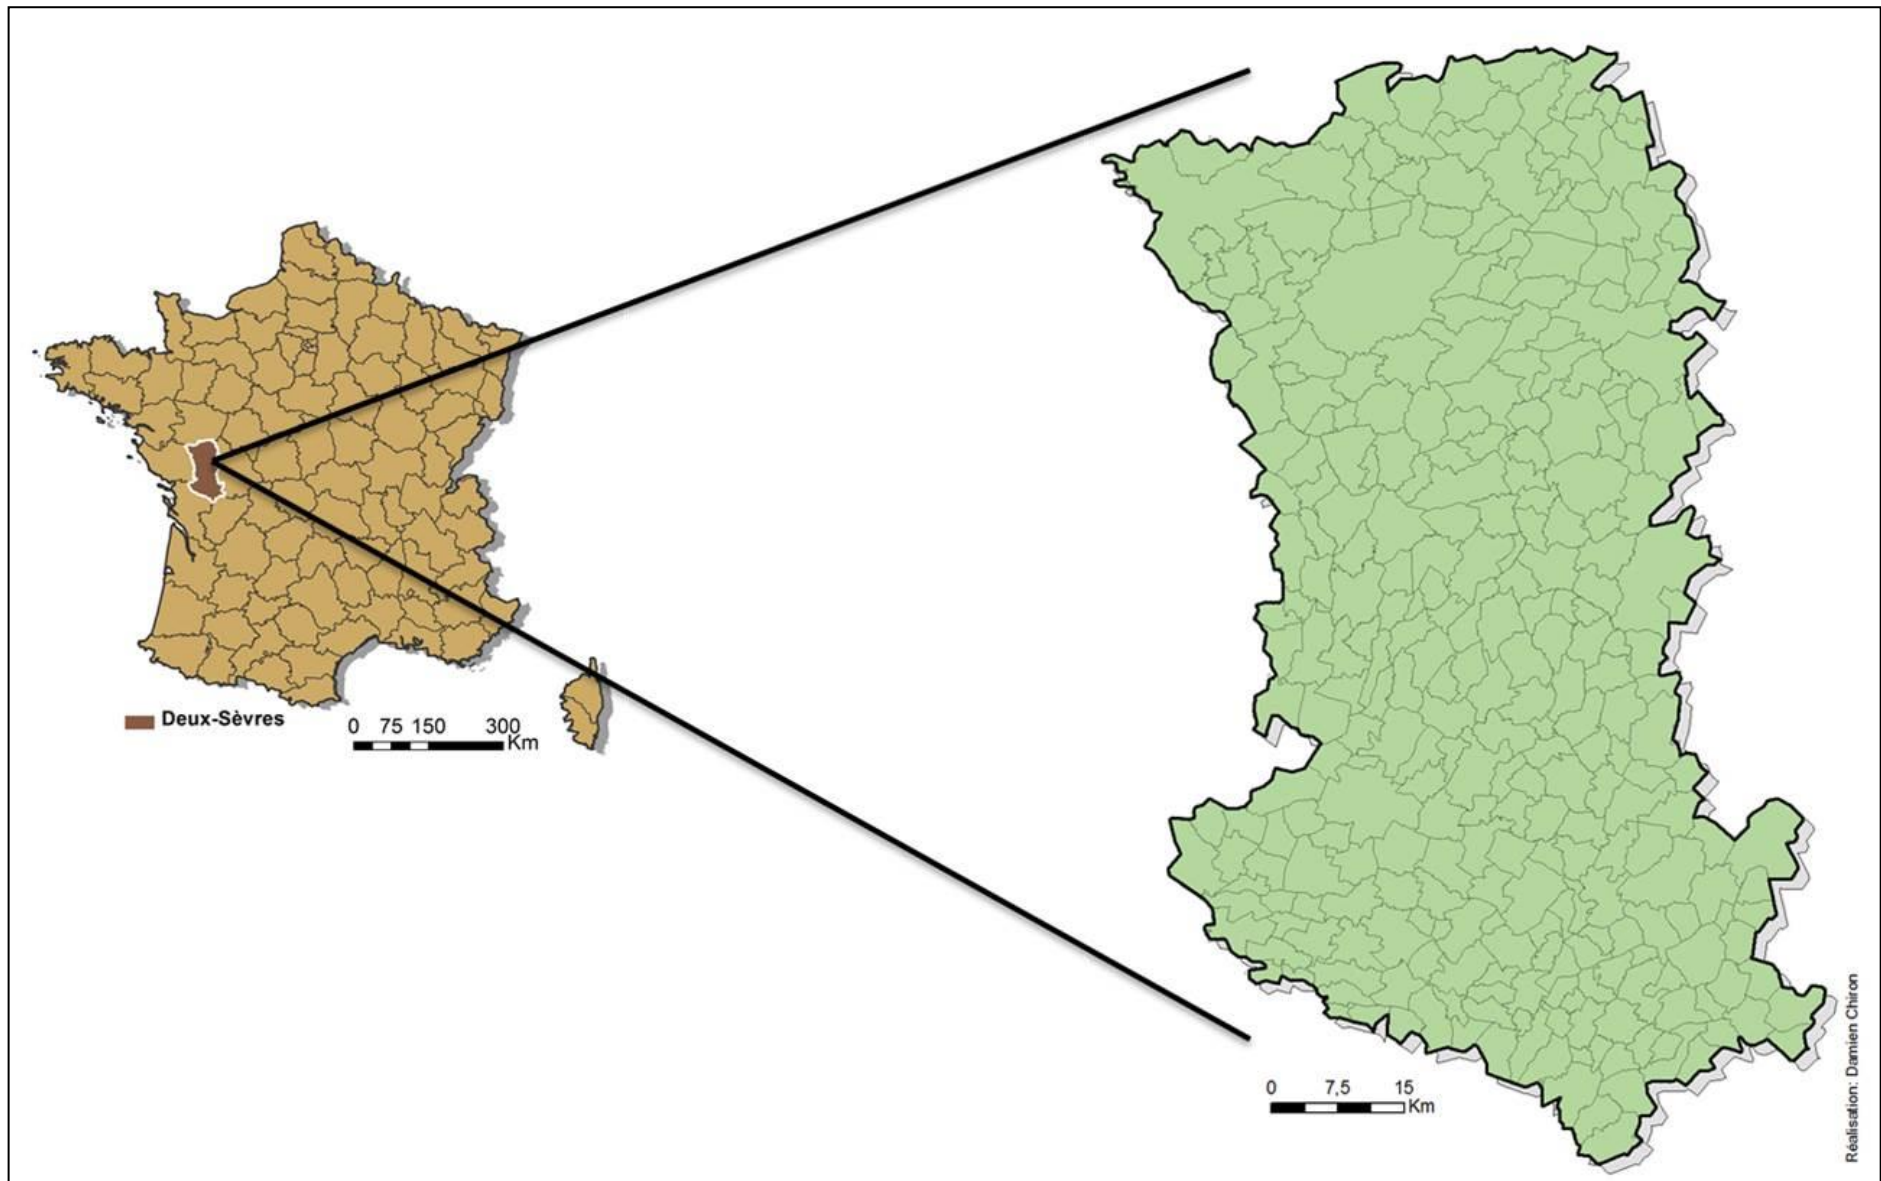 Deux-Sèvres
0 75 150 300
Km
0 7,5 15
Km
Réalisation: Damien Chiron